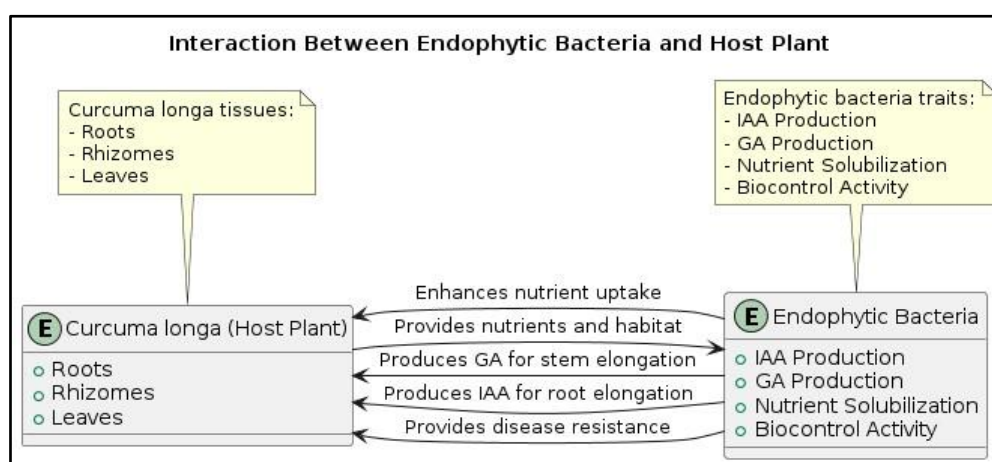 Interaction Between Endophytic Bacteria and Host Plant
Curcuma longa tissues:
- Roots
- Rhizomes
- Leaves
Endophytic bacteria traits:
- IAA Production
- GA Production
- Nutrient Solubilization
- Biocontrol Activity
E Curcuma longa (Host Plant)
Roots
Rhizomes
Leaves
Enhances nutrient uptake
Provides nutrients and habitat
Produces GA for stem elongation
Produces IAA for root elongation
Provides disease resistance
E Endophytic Bacteria
IAA Production
GA Production
Nutrient Solubilization
Biocontrol Activity